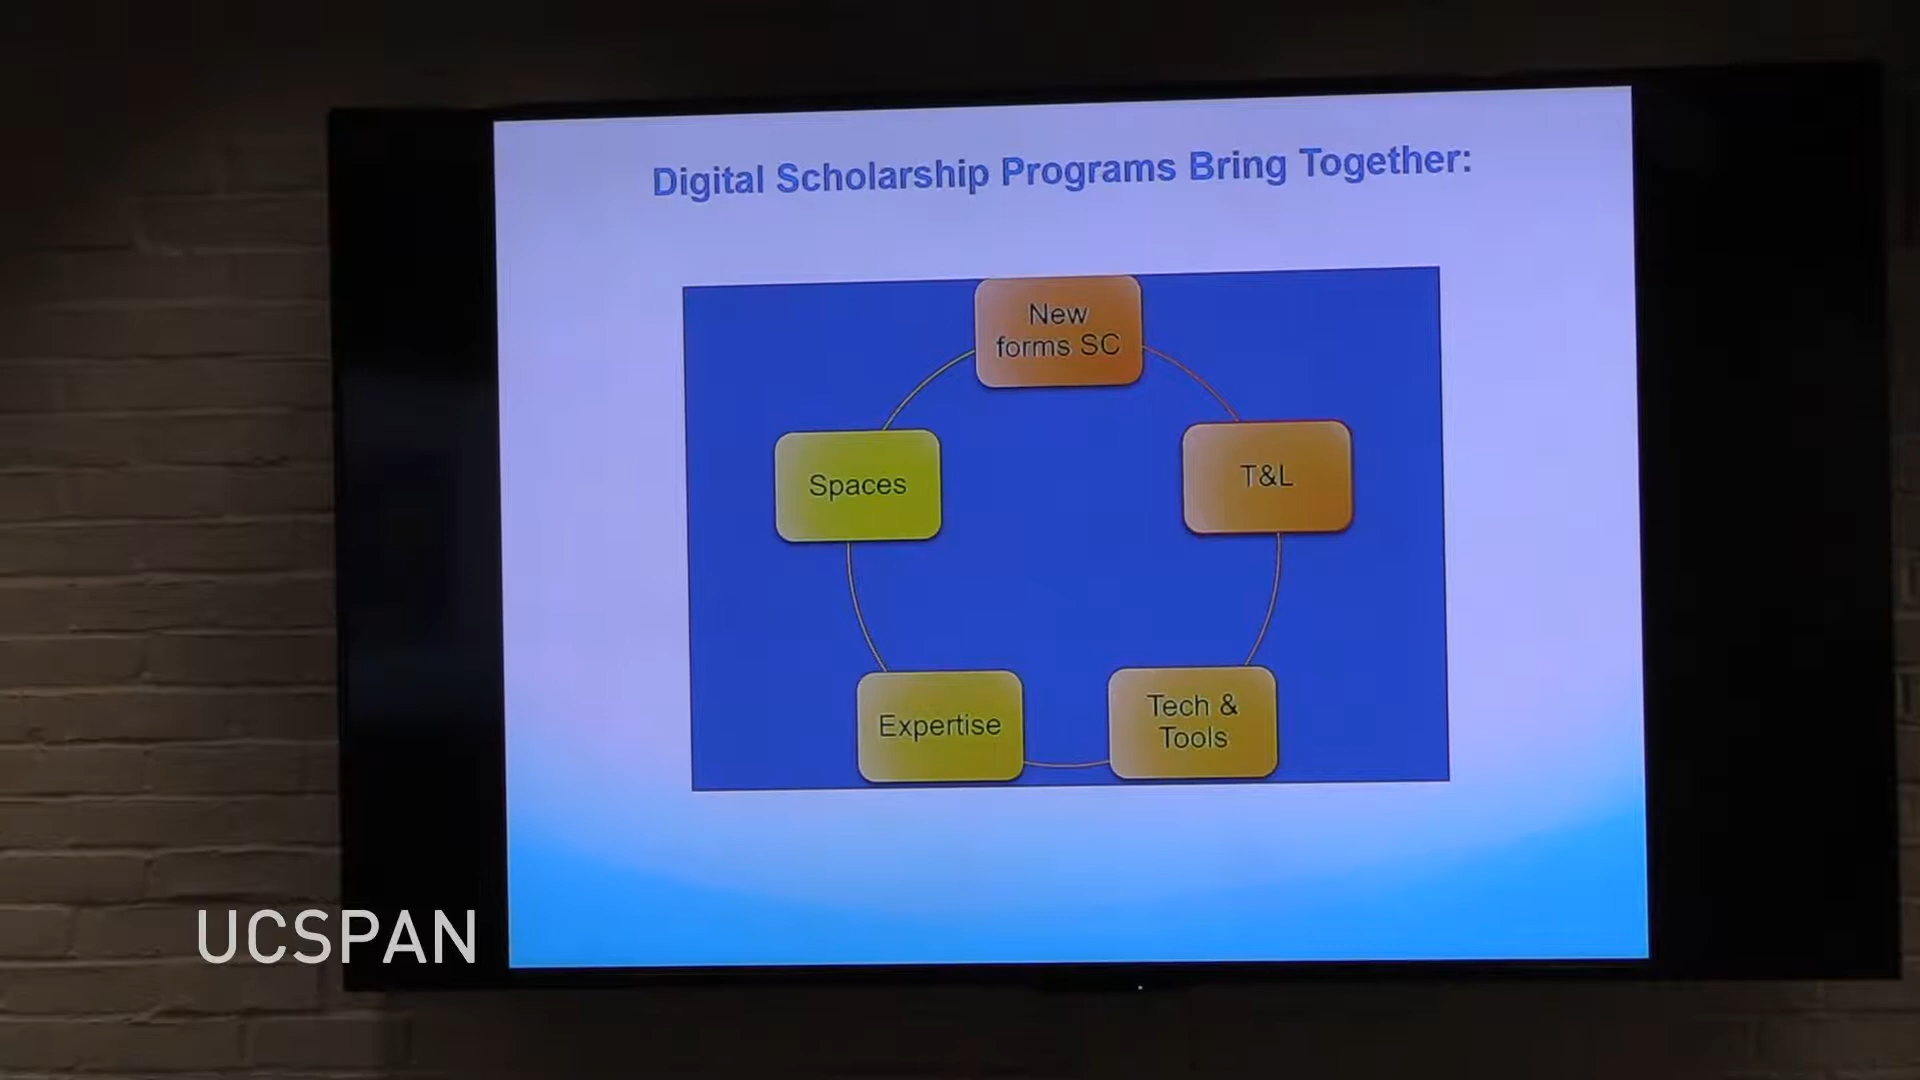 Digital Scholarship Programs Bring Together:
New
forms SC
Spaces
T&L
Expertise
Tech &
Tools
UCSPAN